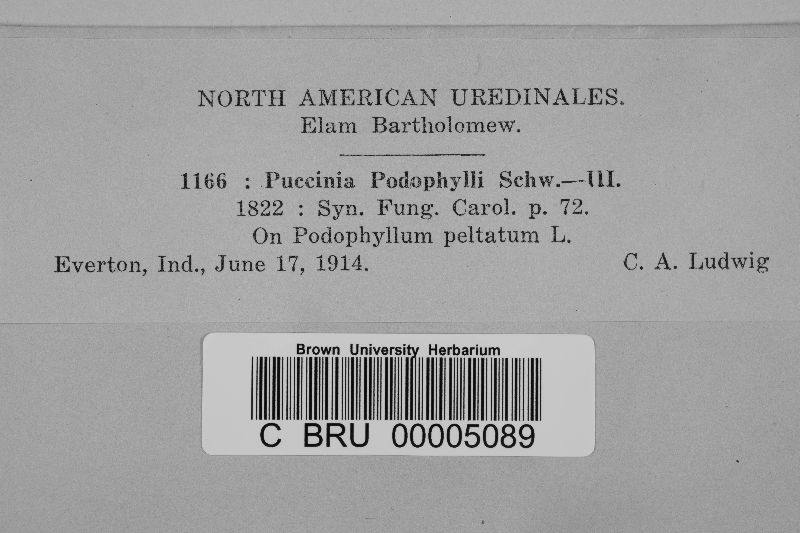 NORTH AMERICAN UREDINALES.
Elam Bartholomew.
1166 : Puccinia Podophylli Schw.—III.
1822 : Syn. Fung. Carol. p. 72.
On Podophyllum peltatum L.
Everton, Ind., June 17, 1914. C. A. Ludwig
Brown University Herbarium
C BRU 00005089